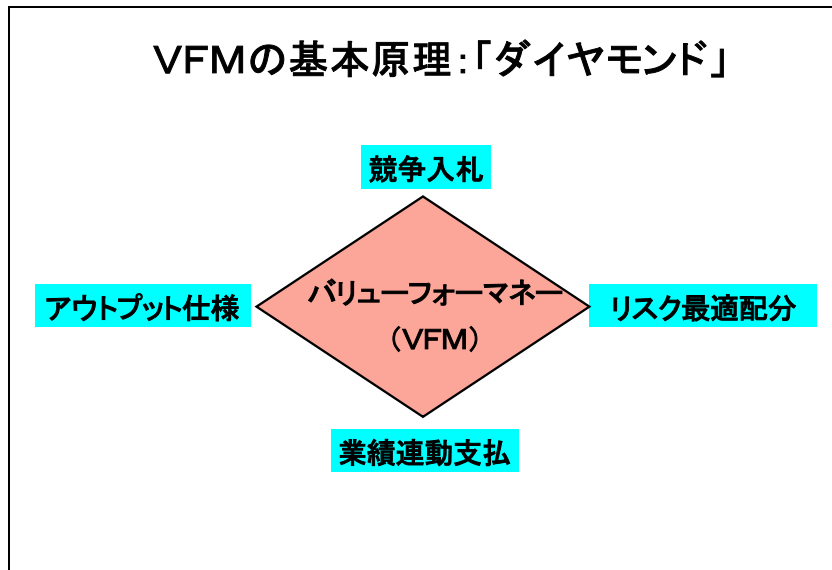 VFMの基本原理:「ダイヤモンド」
競争入札
アウトプット仕様
バリューフォーマネー
(VFM)
リスク最適配分
業績連動支払